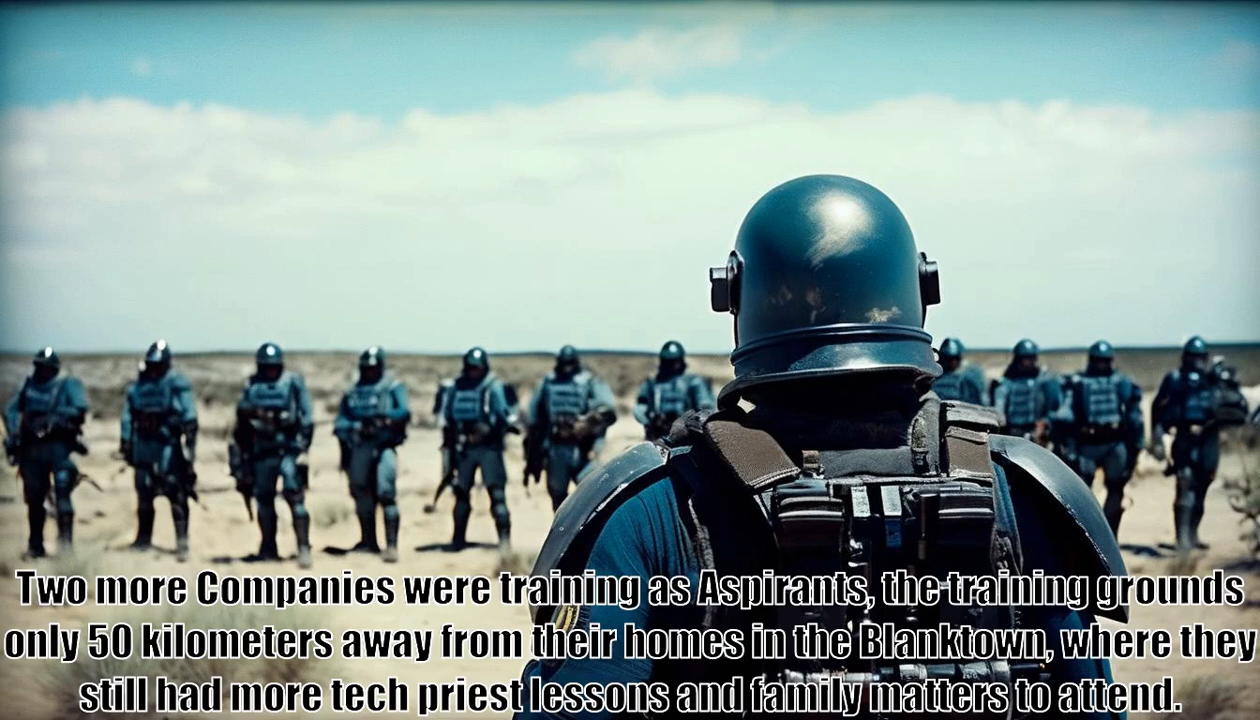 Two more Companies were training as Aspirants, the training grounds
only 50 kilometers away from their homes in the Blanktown, where they
still had more tech priest lessons and family matters to attend.